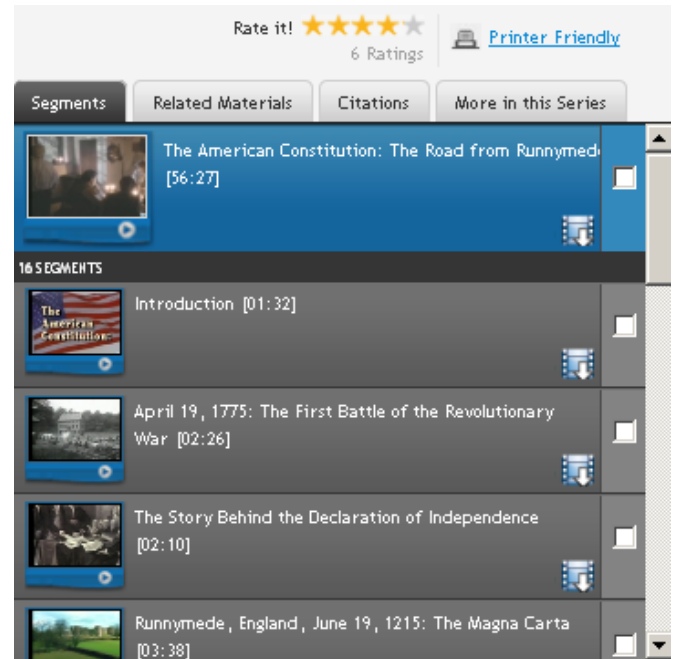 Rate it!
6 Ratings
Printer Friendly
Segments
Related Materials
Citations
More in this Series
The American Constitution: The Road from Runnymed
[56:27]
16 SEGMENTS
The
American
Constitution:
Introduction [01:32]
April 19, 1775: The First Battle of the Revolutionary
War [02:26]
The Story Behind the Declaration of Independence
[02:10]
Runnymede, England, June 19, 1215: The Magna Carta
[03:38]